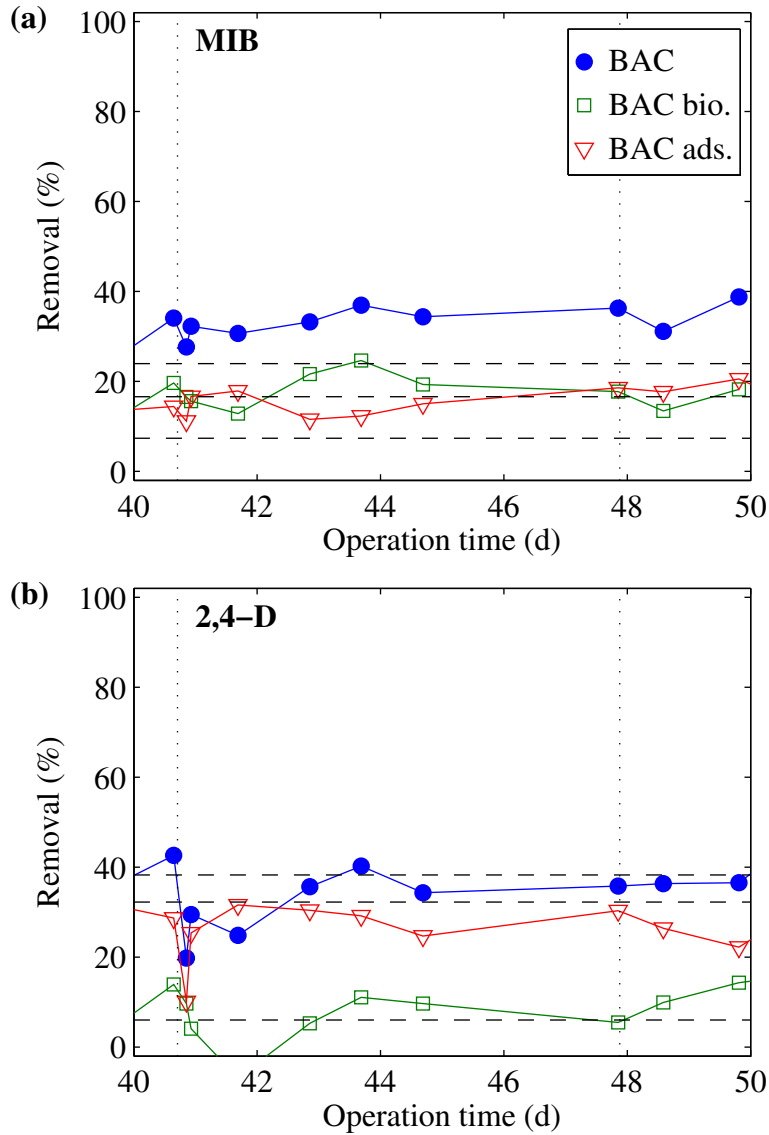 (a)
MIB
BAC
BAC bio.
BAC ads.
100
80
60
40
20
0
Removal (%)
40 42 44 46 48 50
Operation time (d)
(b)
2,4−D
100
80
60
40
20
0
Removal (%)
40 42 44 46 48 50
Operation time (d)